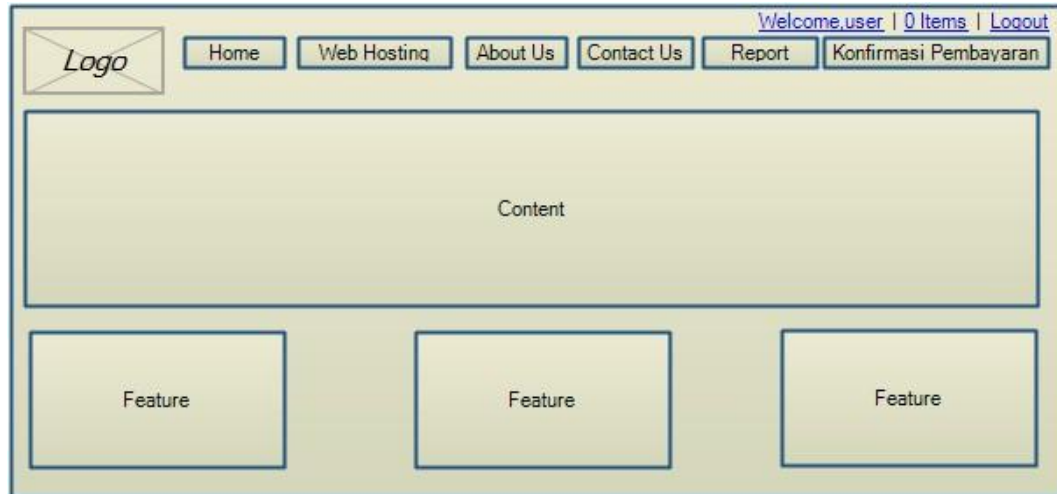 Welcome,user | 0 Items | Logout
Logo
Home Web Hosting About Us Contact Us Report Konfirmasi Pembayaran
Content
Feature Feature Feature